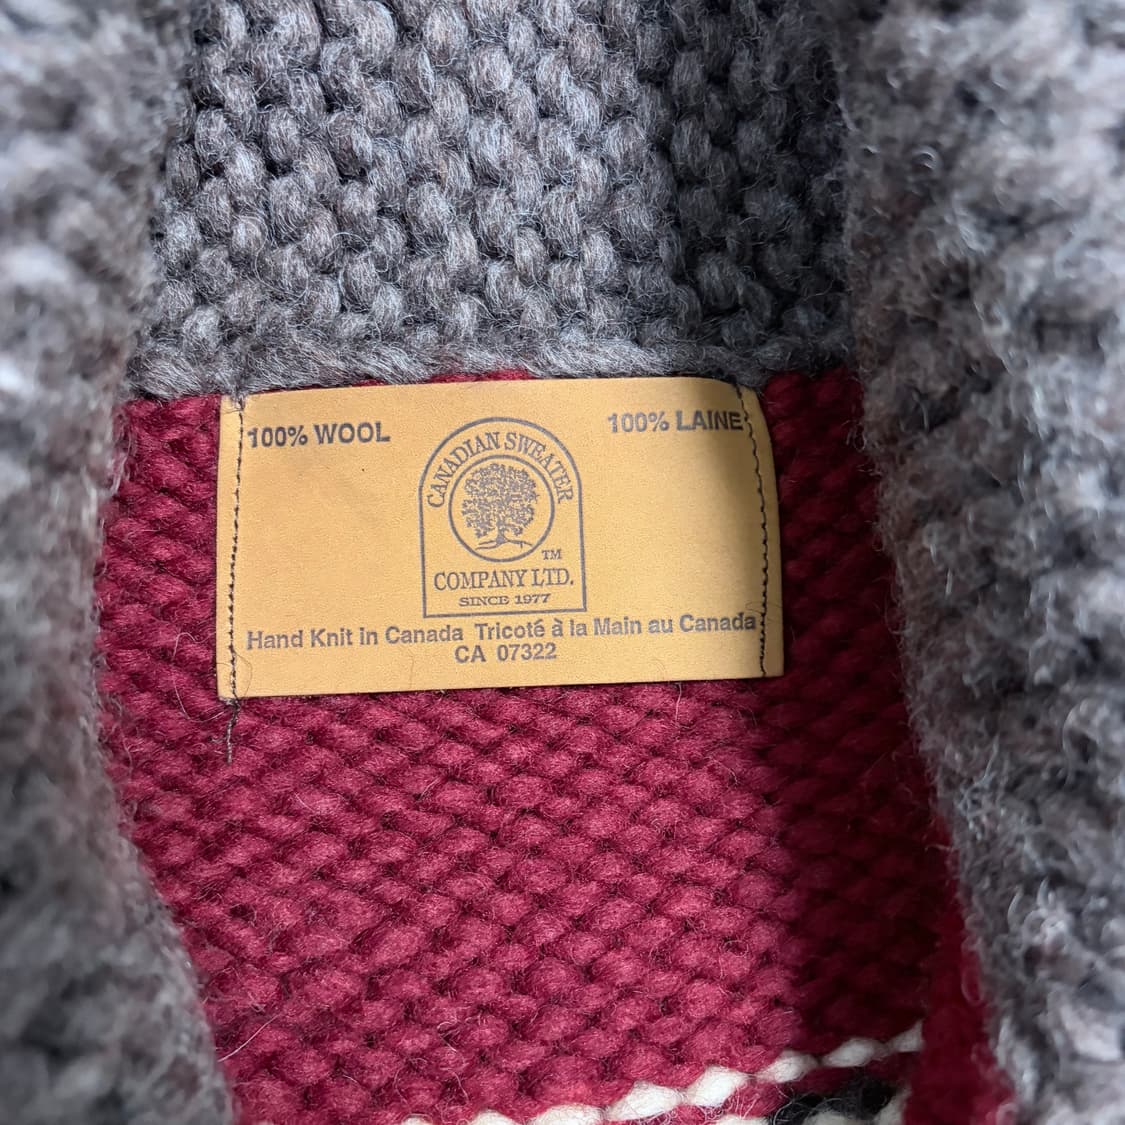 100% WOOL
100% LAINE
CANADIAN SWEATER
TM
COMPANY LTD.
SINCE 1977
Hand Knit in Canada Tricoté à la Main au Canada
CA 07322